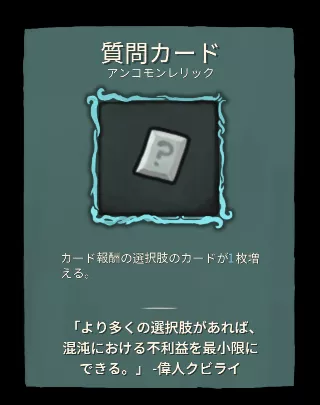 質問カード
アンコモンレリック
?
カード報酬の選択肢のカードが1枚増
える。
「より多くの選択肢があれば、
混沌における不利益を最小限に
できる。」 -偉人クビライ